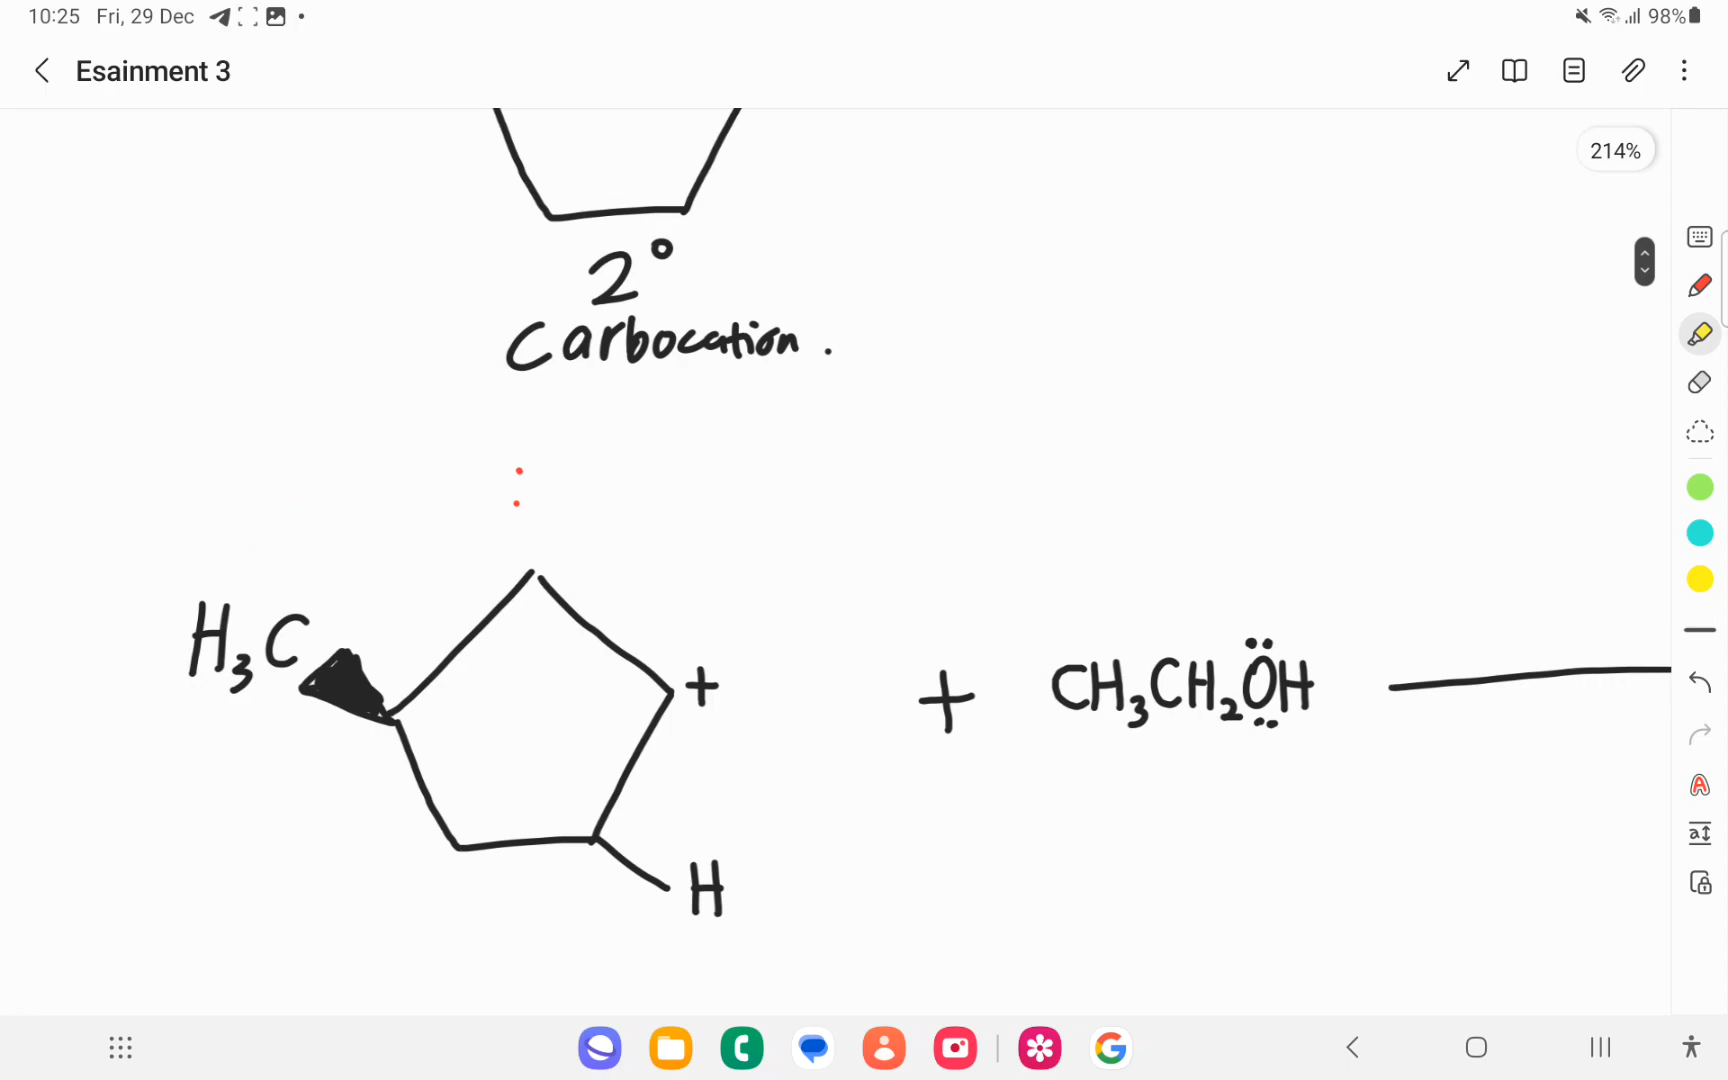 10:25 Fri, 29 Dec
98%
Esainment 3
214%
2°
Carbocation.
H₃C
+
+ CH₃CH₂ÖH
H